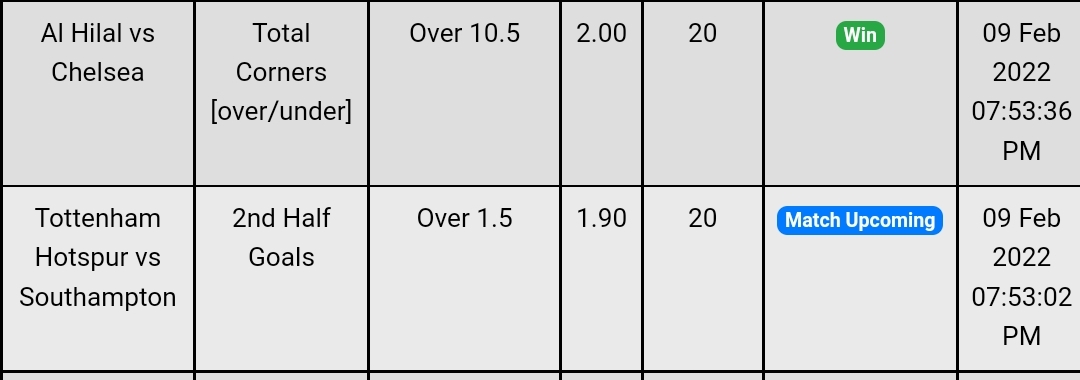 Al Hilal vs
Chelsea
Total
Corners
[over/under]
Over 10.5
2.00
20
Win
09 Feb
2022
07:53:36
PM
Tottenham
Hotspur vs
Southampton
2nd Half
Goals
Over 1.5
1.90
20
Match Upcoming
09 Feb
2022
07:53:02
PM